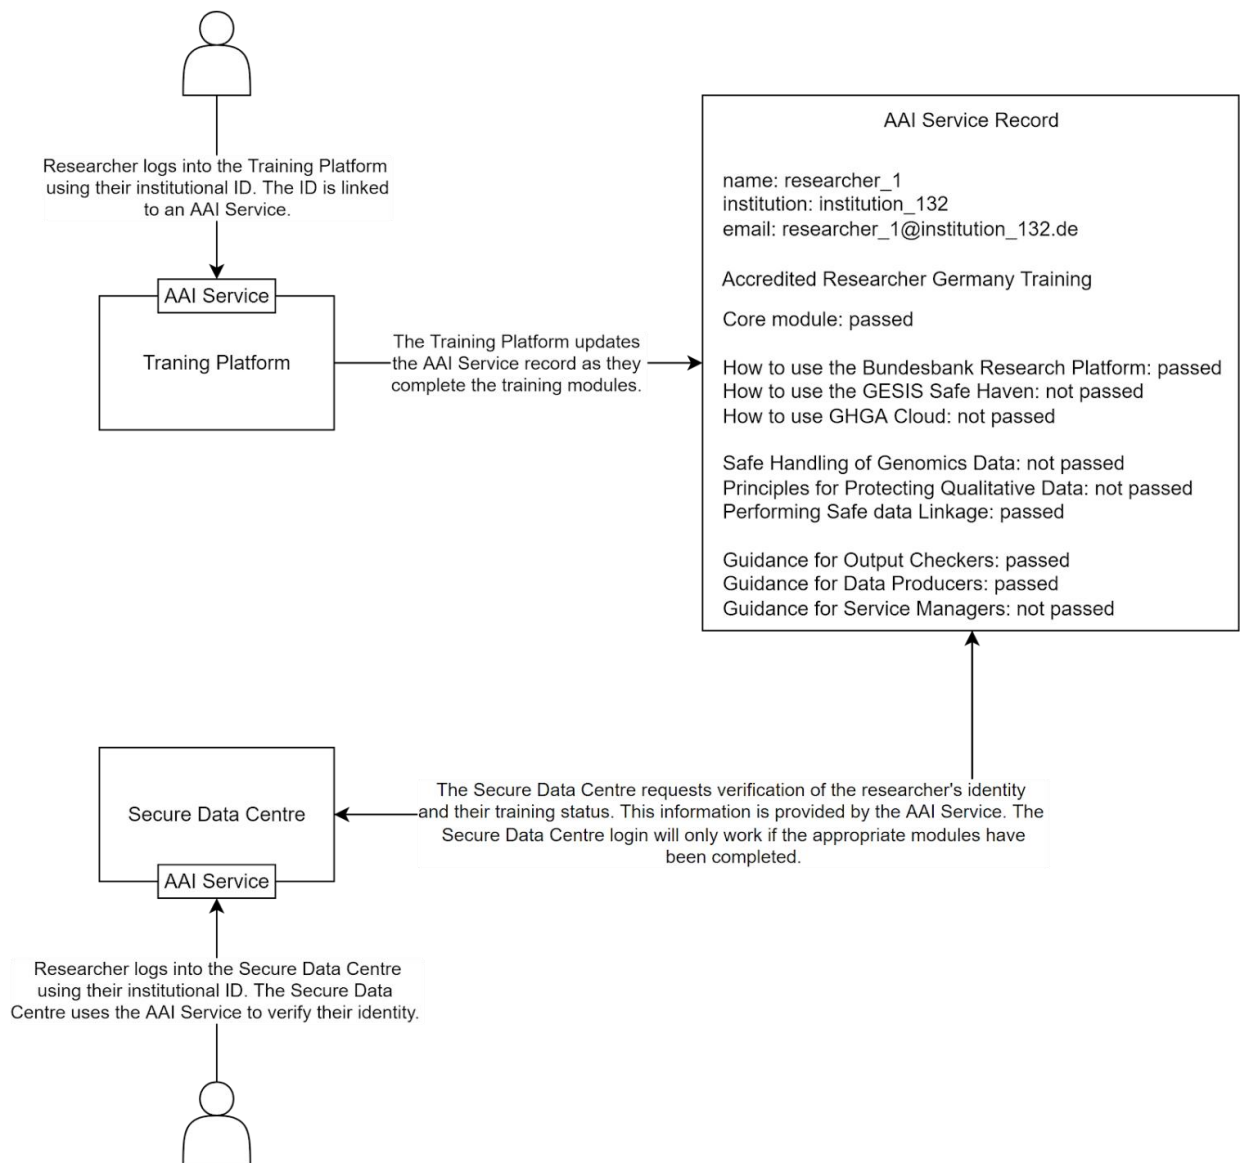 Researcher logs into the Training Platform
using their institutional ID. The ID is linked
to an AAI Service.
AAI Service
Traning Platform
The Training Platform updates
the AAI Service record as they
complete the training modules.
AAI Service Record
name: researcher_1
institution: institution_132
email: researcher_1@institution_132.de
Accredited Researcher Germany Training
Core module: passed
How to use the Bundesbank Research Platform: passed
How to use the GESIS Safe Haven: not passed
How to use GHGA Cloud: not passed
Safe Handling of Genomics Data: not passed
Principles for Protecting Qualitative Data: not passed
Performing Safe data Linkage: passed
Guidance for Output Checkers: passed
Guidance for Data Producers: passed
Guidance for Service Managers: not passed
Secure Data Centre
AAI Service
The Secure Data Centre requests verification of the researcher's identity
and their training status. This information is provided by the AAI Service. The
Secure Data Centre login will only work if the appropriate modules have
been completed.
Researcher logs into the Secure Data Centre
using their institutional ID. The Secure Data
Centre uses the AAI Service to verify their identity.